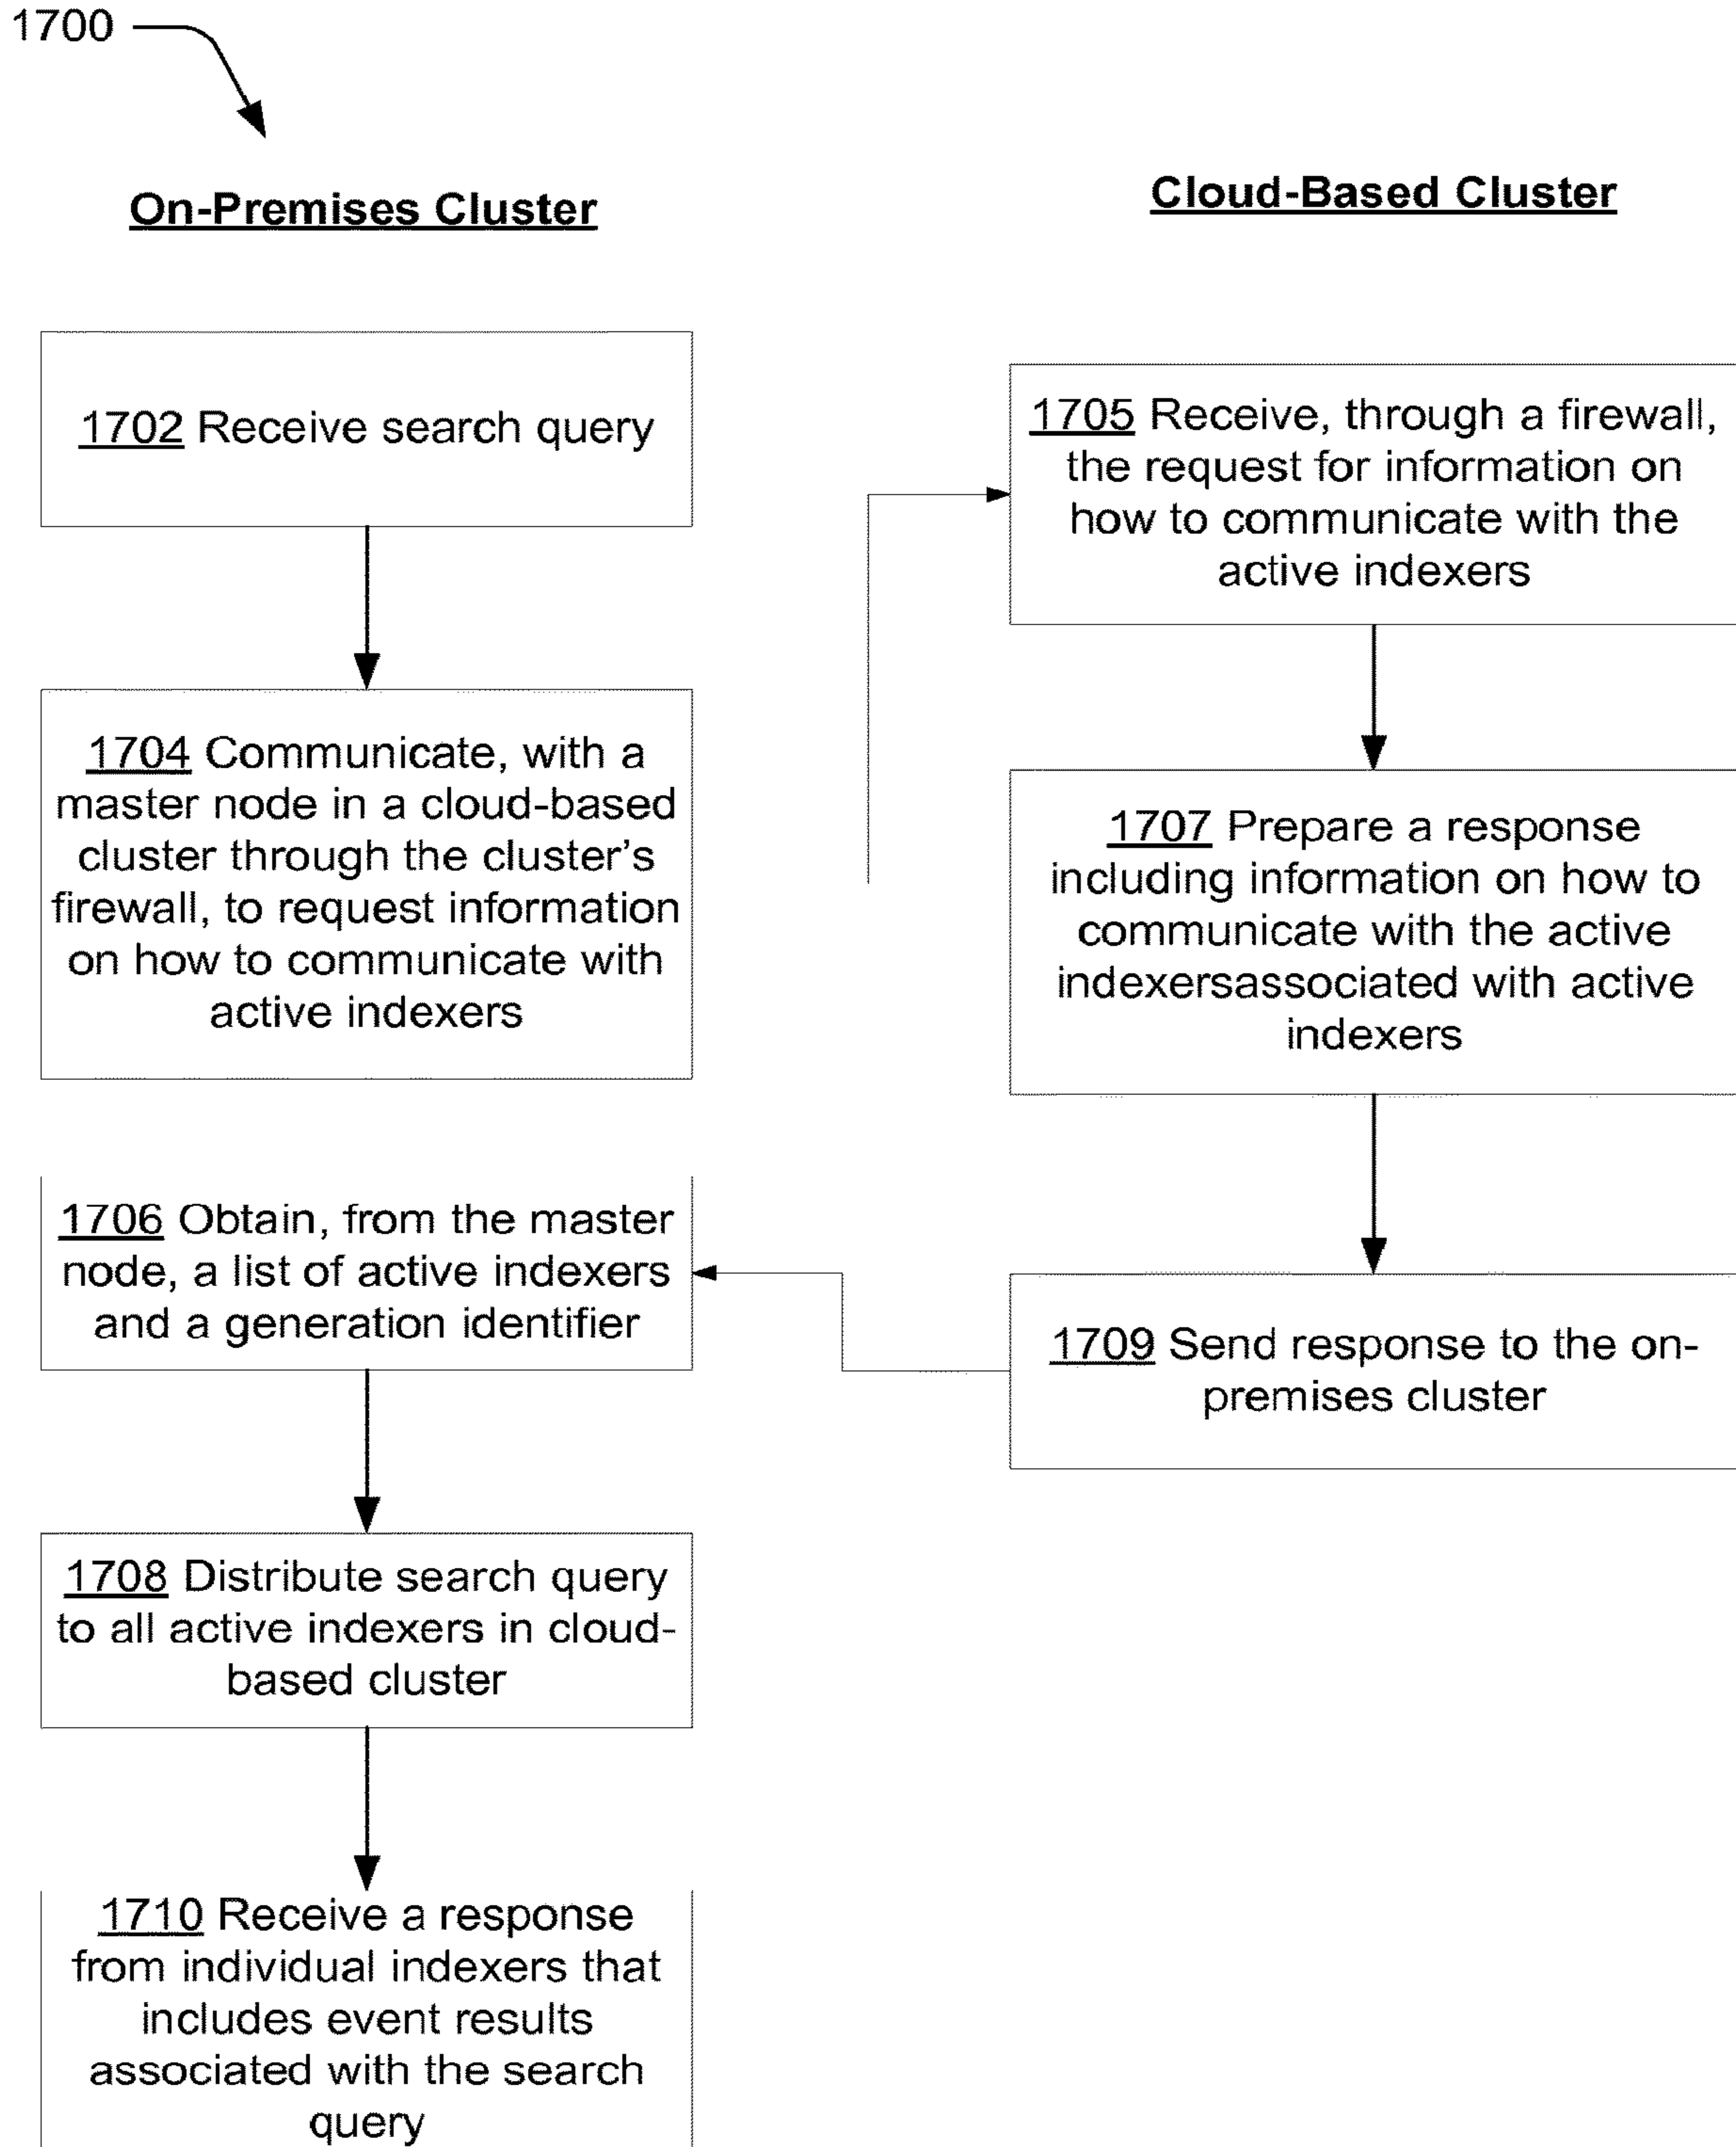 1700
On-Premises Cluster
1702 Receive search query
1704 Communicate, with a
master node in a cloud-based
cluster through the cluster's
firewall, to request information
on how to communicate with
active indexers
1706 Obtain, from the master
node, a list of active indexers
and a generation identifier
1708 Distribute search query
to all active indexers in cloud-
based cluster
1710 Receive a response
from individual indexers that
includes event results
associated with the search
query
Cloud-Based Cluster
1705 Receive, through a firewall,
the request for information on
how to communicate with the
active indexers
1707 Prepare a response
including information on how to
communicate with the active
indexersassociated with active
indexers
1709 Send response to the on-
premises cluster